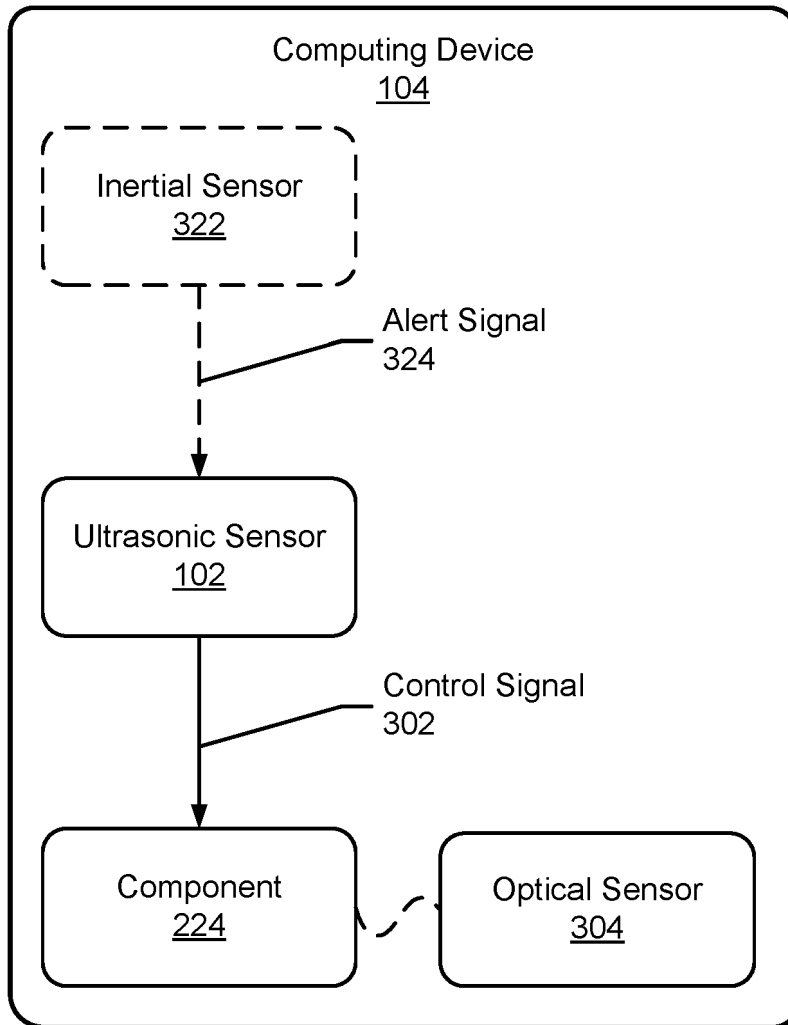 Computing Device
104
Inertial Sensor
322
Alert Signal
324
Ultrasonic Sensor
102
Control Signal
302
Component
224
Optical Sensor
304